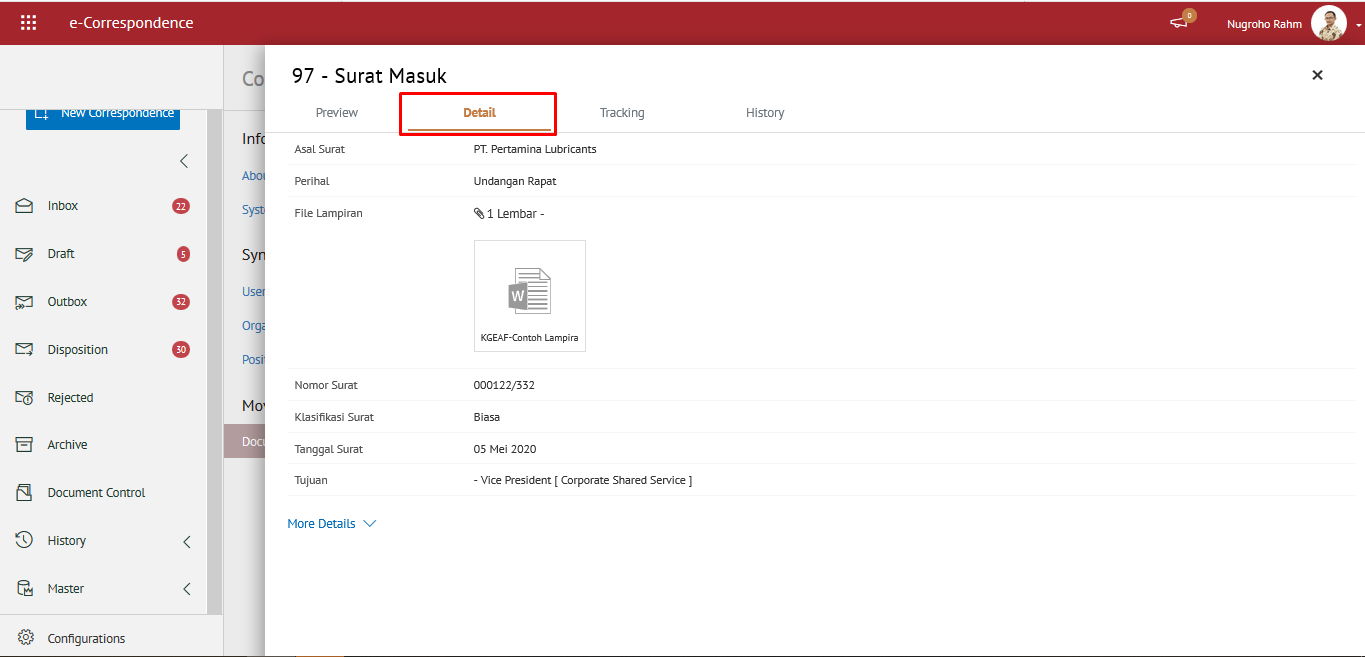 e-Correspondence
0
Nugroho Rahm
Co
97 - Surat Masuk
New Correspondence
Preview
Detail
Tracking
History
Inbox 22
Draft 5
Outbox 32
Disposition 30
Rejected
Archive
Document Control
History
Master
Configurations
Info
Abou
Syste
Syn
User
Orga
Posit
Mov
Docu
Asal Surat PT. Pertamina Lubricants
Perihal Undangan Rapat
File Lampiran 1 Lembar -
W
KGEAF-Contoh Lampira
Nomor Surat 000122/332
Klasifikasi Surat Biasa
Tanggal Surat 05 Mei 2020
Tujuan - Vice President [ Corporate Shared Service ]
More Details